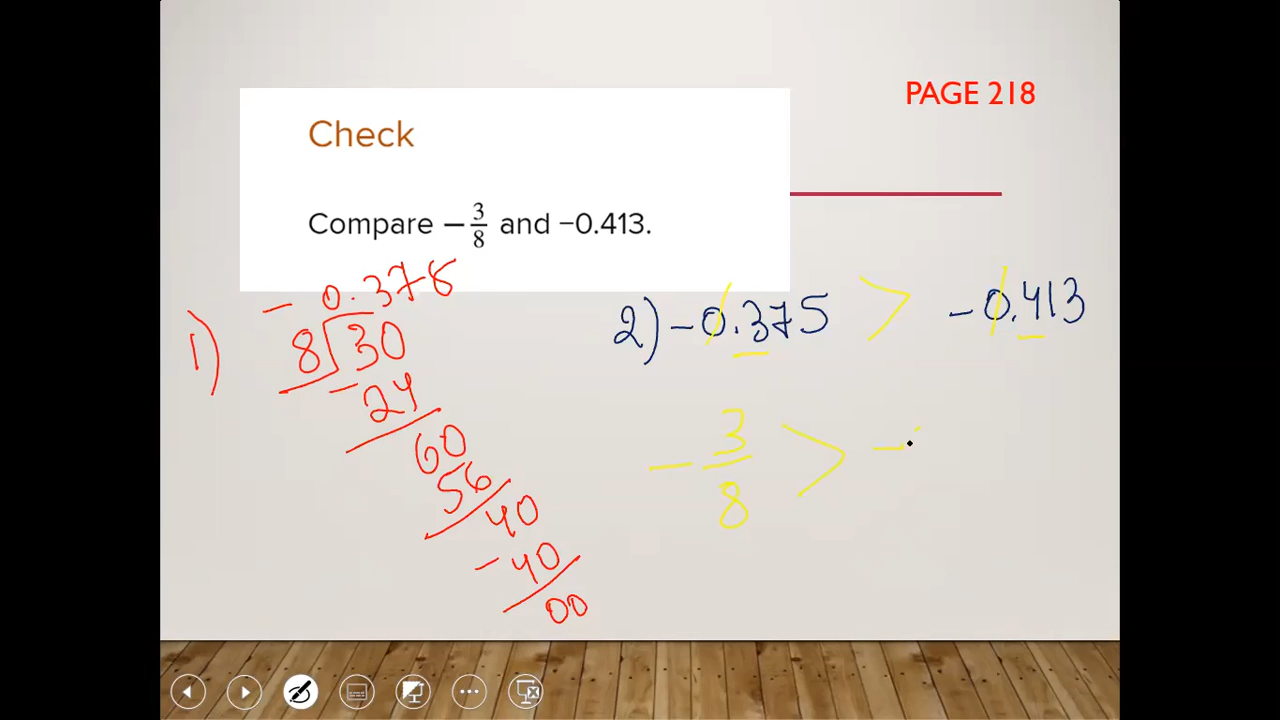 PAGE 218
Check
Compare −3/8 and −0.413.
1) − 0.375
8 30
− 24
60
56
40
− 40
00
2) −0.375 > −0.413
− 3/8 > −